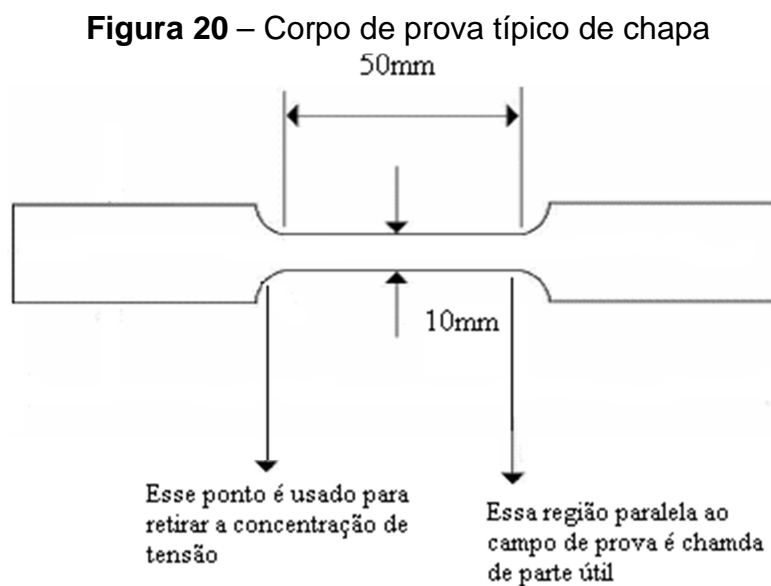 Figura 20 – Corpo de prova típico de chapa
50mm
10mm
Esse ponto é usado para
retirar a concentração de
tensão
Essa região paralela ao
campo de prova é chamda
de parte útil